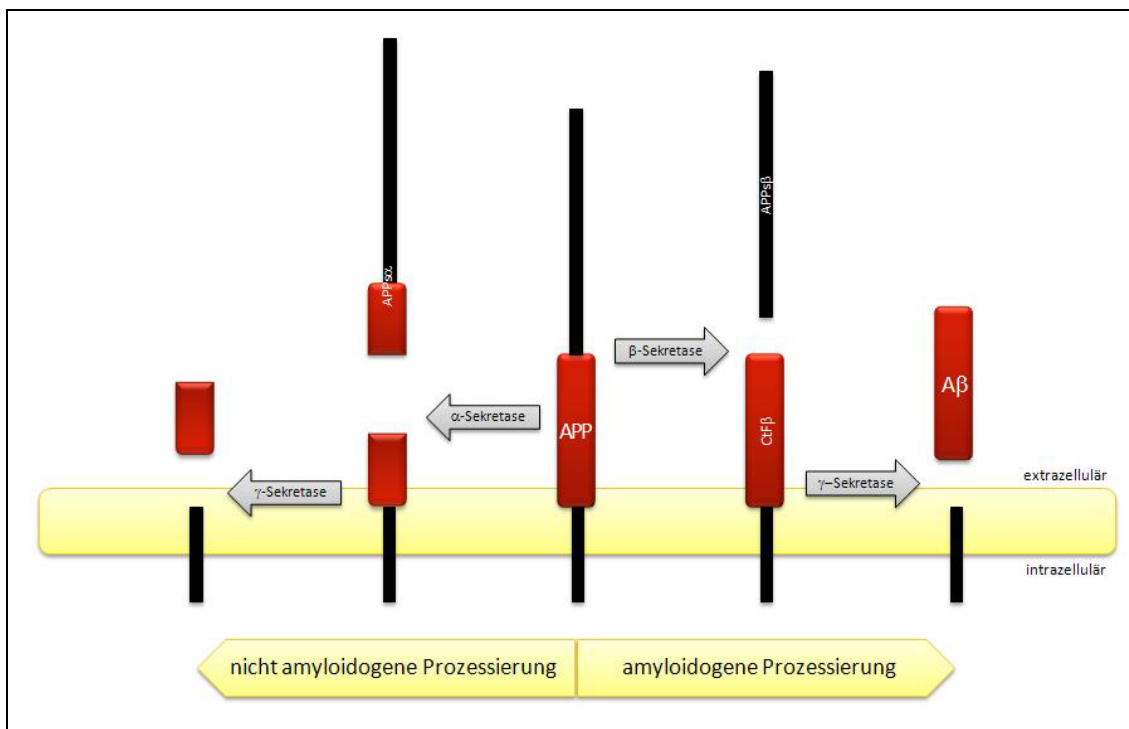 APPsα
APPsβ
β-Sekretase
Aβ
α-Sekretase
APP
CtFβ
γ-Sekretase
γ–Sekretase
extrazellulär
intrazellulär
nicht amyloidogene Prozessierung
amyloidogene Prozessierung